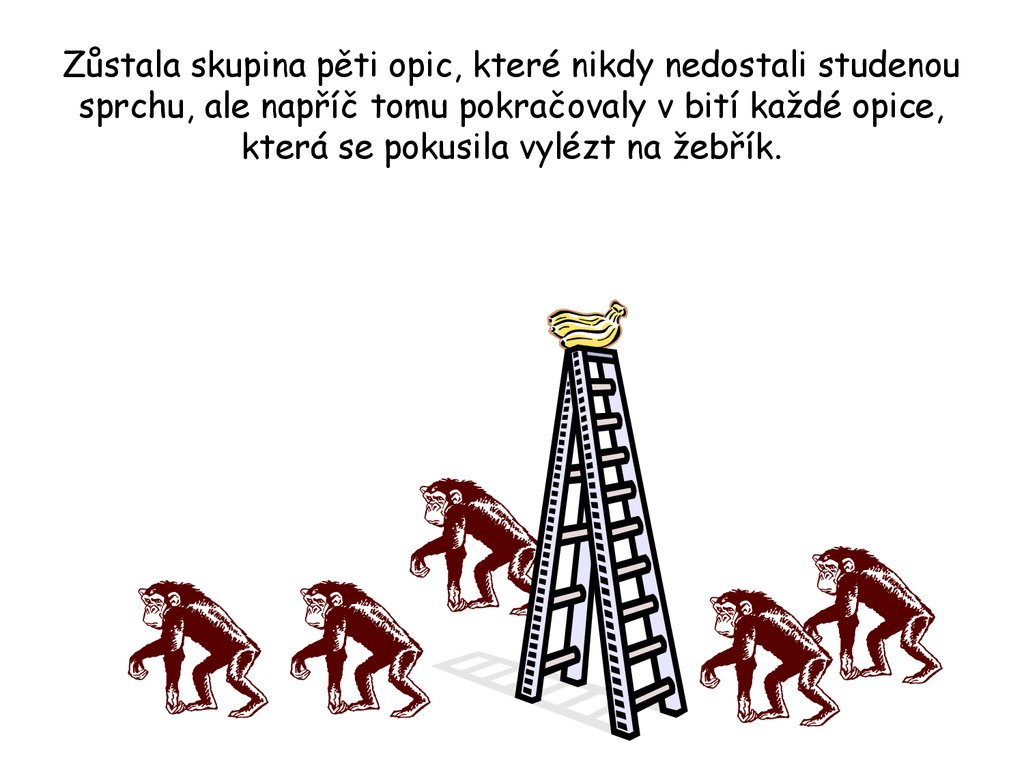 Zůstala skupina pěti opic, které nikdy nedostali studenou
sprchu, ale napříč tomu pokračovaly v bití každé opice,
která se pokusila vylézt na žebřík.